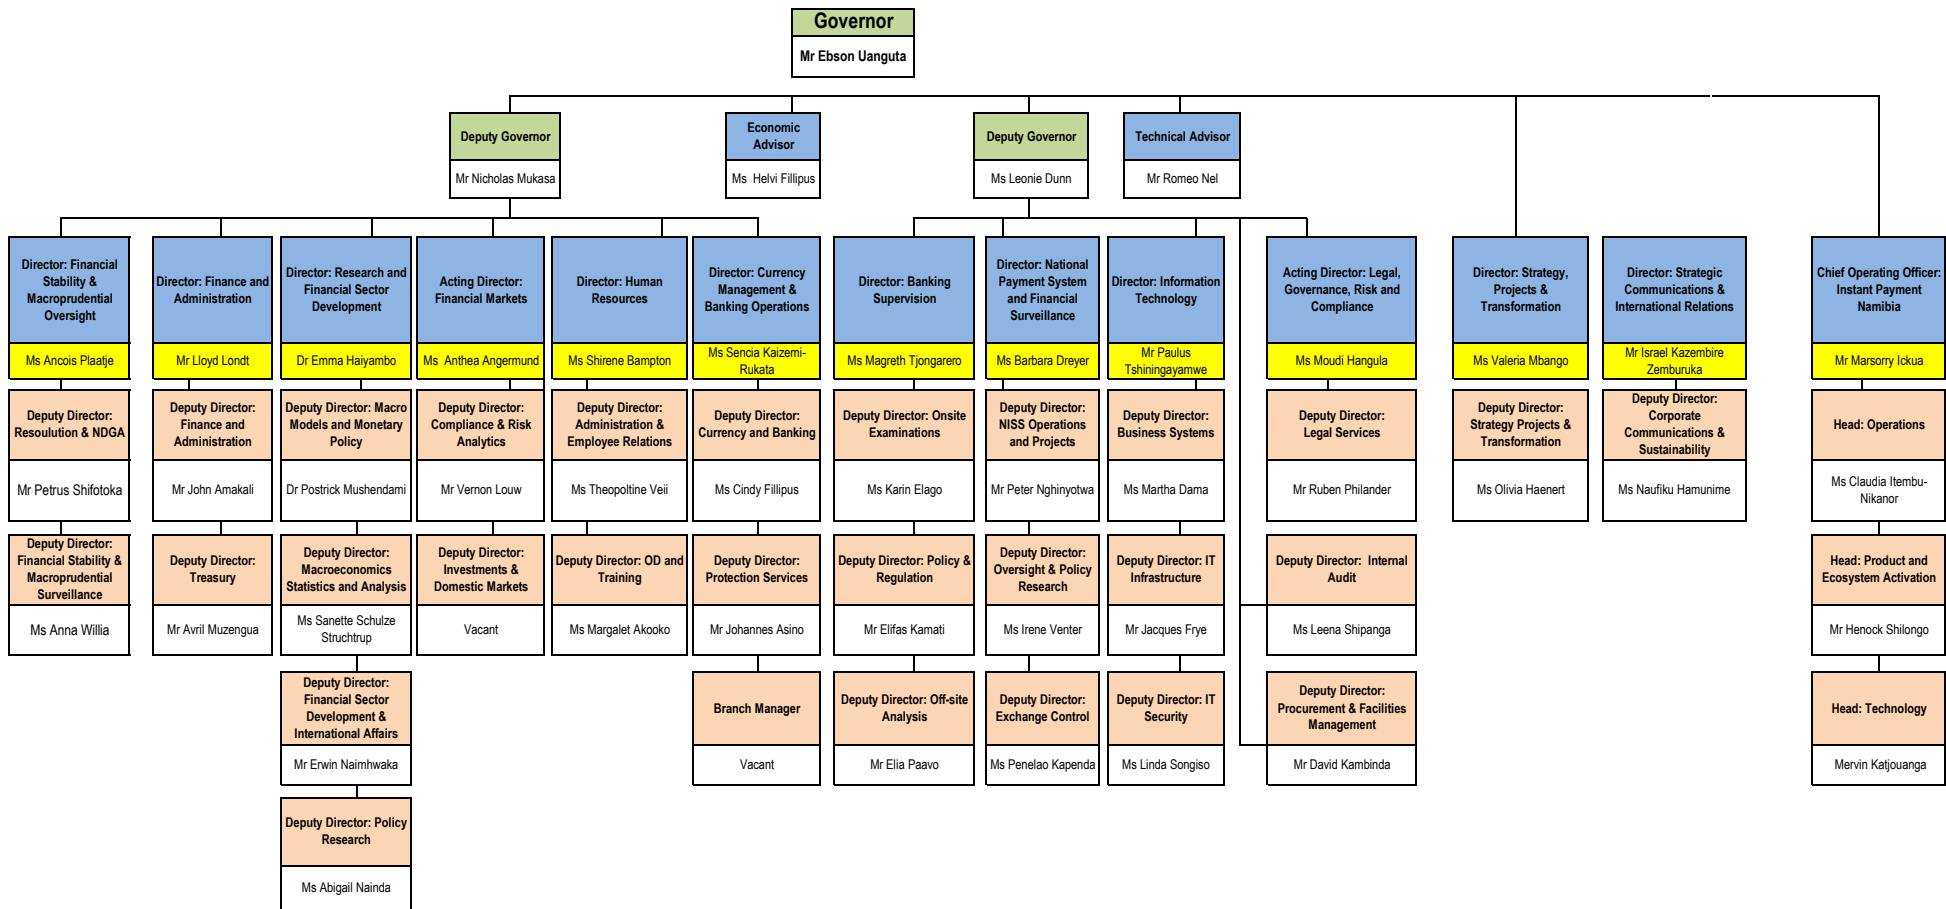 Governor
Mr Ebson Uanguta
Deputy Governor
Mr Nicholas Mukasa
Economic
Advisor
Ms Helvi Fillipus
Deputy Governor
Ms Leonie Dunn
Technical Advisor
Mr Romeo Nel
Director: Financial
Stability &
Macroprudential
Oversight
Ms Ancois Plaatje
Deputy Director:
Resoulution & NDGA
Mr Petrus Shifotoka
Deputy Director:
Financial Stability &
Macroprudential
Surveillance
Ms Anna Willia
Director: Finance and
Administration
Mr Lloyd Londt
Deputy Director:
Finance and
Administration
Mr John Amakali
Deputy Director:
Treasury
Mr Avril Muzengua
Director: Research and
Financial Sector
Development
Dr Emma Haiyambo
Deputy Director: Macro
Models and Monetary
Policy
Dr Postrick Mushendami
Deputy Director:
Macroeconomics
Statistics and Analysis
Ms Sanette Schulze
Struchtrup
Deputy Director:
Financial Sector
Development &
International Affairs
Mr Erwin Naimhwaka
Deputy Director: Policy
Research
Ms Abigail Nainda
Acting Director:
Financial Markets
Ms Anthea Angermund
Deputy Director:
Compliance & Risk
Analytics
Mr Vernon Louw
Deputy Director:
Investments &
Domestic Markets
Vacant
Director: Human
Resources
Ms Shirene Bampton
Deputy Director:
Administration &
Employee Relations
Ms Theopoltine Veii
Deputy Director: OD and
Training
Ms Margalet Akooko
Director: Currency
Management &
Banking Operations
Ms Sencia Kaizemi-
Rukata
Deputy Director:
Currency and Banking
Ms Cindy Fillipus
Deputy Director:
Protection Services
Mr Johannes Asino
Branch Manager
Vacant
Director: Banking
Supervision
Ms Magreth Tjongarero
Deputy Director: Onsite
Examinations
Ms Karin Elago
Deputy Director: Policy &
Regulation
Mr Elifas Kamati
Deputy Director: Off-site
Analysis
Mr Elia Paavo
Director: National
Payment System
and Financial
Surveillance
Ms Barbara Dreyer
Deputy Director:
NISS Operations
and Projects
Mr Peter Nghinyotwa
Deputy Director:
Oversight & Policy
Research
Ms Irene Venter
Deputy Director:
Exchange Control
Ms Penelao Kapenda
Director: Information
Technology
Mr Paulus
Tshiningayamwe
Deputy Director:
Business Systems
Ms Martha Dama
Deputy Director: IT
Infrastructure
Mr Jacques Frye
Deputy Director: IT
Security
Ms Linda Songiso
Acting Director: Legal,
Governance, Risk and
Compliance
Ms Moudi Hangula
Deputy Director:
Legal Services
Mr Ruben Philander
Deputy Director: Internal
Audit
Ms Leena Shipanga
Deputy Director:
Procurement & Facilities
Management
Mr David Kambinda
Director: Strategy,
Projects &
Transformation
Ms Valeria Mbango
Deputy Director:
Strategy Projects &
Transformation
Ms Olivia Haenert
Director: Strategic
Communications &
International Relations
Mr Israel Kazembire
Zemburuka
Deputy Director:
Corporate
Communications &
Sustainability
Ms Naufiku Hamunime
Chief Operating Officer:
Instant Payment
Namibia
Mr Marsorry Ickua
Head: Operations
Ms Claudia Itembu-
Nikanor
Head: Product and
Ecosystem Activation
Mr Henock Shilongo
Head: Technology
Mervin Katjouanga